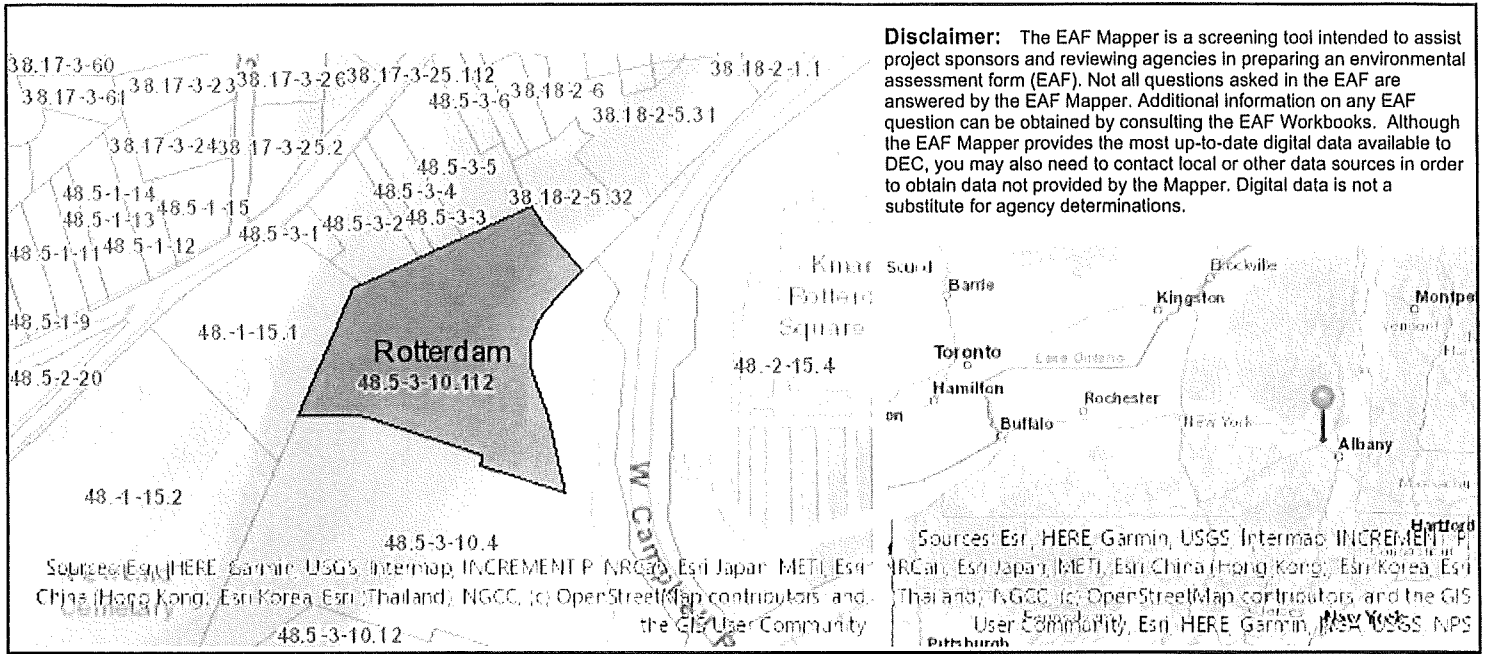 38.17-3-60
38.17-3-61
38.17-3-23
38.17-3-26
38.17-3-25.112
48.5-3-6
38.18-2-6
38.18-2-5.31
38.18-2-1.1
38.17-3-24
38.17-3-25.2
48.5-3-5
48.5-1-14
48.5-1-15
48.5-3-4
38.18-2-5.32
48.5-1-13
48.5-3-1
48.5-3-2
48.5-3-3
48.5-1-11
48.5-1-12
48.5-1-9
48.-1-15.1
48.5-2-20
Rotterdam
48.5-3-10.112
Kmar
Square
48.-2-15.4
48.-1-15.2
48.5-3-10.4
W Campbell
Sources: Esri, HERE, Garmin, USGS, Intermap, INCREMENT P, NRCan, Esri Japan, METI, Esri
China (Hong Kong), Esri Korea, Esri (Thailand), NGCC, (c) OpenStreetMap contributors, and
the GIS User Community
Cemetary
48.5-3-10.12
Disclaimer: The EAF Mapper is a screening tool intended to assist
project sponsors and reviewing agencies in preparing an environmental
assessment form (EAF). Not all questions asked in the EAF are
answered by the EAF Mapper. Additional information on any EAF
question can be obtained by consulting the EAF Workbooks. Although
the EAF Mapper provides the most up-to-date digital data available to
DEC, you may also need to contact local or other data sources in order
to obtain data not provided by the Mapper. Digital data is not a
substitute for agency determinations.
Barrie
Brockville
Kingston
Montpe
Toronto
Lake Ontario
Hamilton
Rochester
Buffalo
New York
Albany
Hartford
Sources: Esri, HERE, Garmin, USGS, Intermap, INCREMENT P,
NRCan, Esri Japan, METI, Esri China (Hong Kong), Esri Korea, Esri
(Thailand), NGCC, (c) OpenStreetMap contributors, and the GIS
User Community, Esri, HERE, Garmin, NGA, USGS, NPS
New York
Pittsburgh